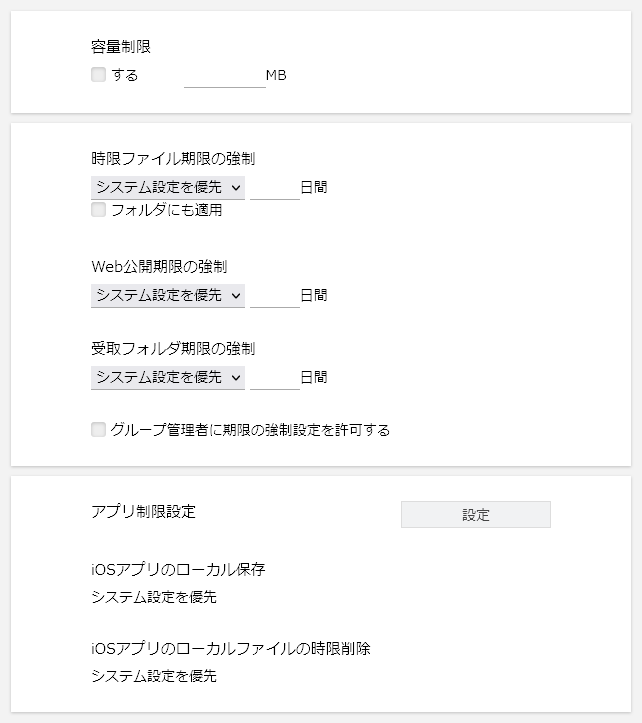 容量制限
する MB
時限ファイル期限の強制
システム設定を優先 日間
フォルダにも適用
Web公開期限の強制
システム設定を優先 日間
受取フォルダ期限の強制
システム設定を優先 日間
グループ管理者に期限の強制設定を許可する
アプリ制限設定 設定
iOSアプリのローカル保存
システム設定を優先
iOSアプリのローカルファイルの時限削除
システム設定を優先